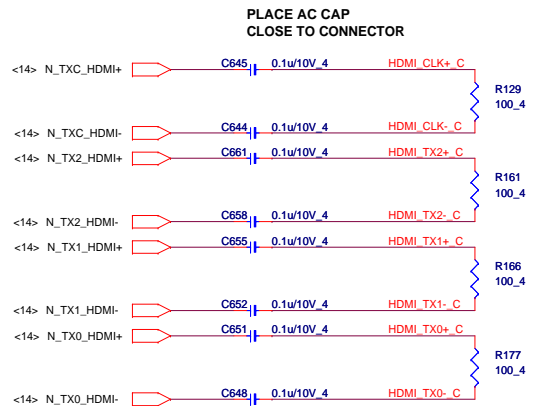 PLACE AC CAP
CLOSE TO CONNECTOR
<14> N_TXC_HDMI+ C645 0.1u/10V_4 HDMI_CLK+_C
R129
100_4
<14> N_TXC_HDMI- C644 0.1u/10V_4 HDMI_CLK-_C
<14> N_TX2_HDMI+ C661 0.1u/10V_4 HDMI_TX2+_C
R161
100_4
<14> N_TX2_HDMI- C658 0.1u/10V_4 HDMI_TX2-_C
<14> N_TX1_HDMI+ C655 0.1u/10V_4 HDMI_TX1+_C
R166
100_4
<14> N_TX1_HDMI- C652 0.1u/10V_4 HDMI_TX1-_C
<14> N_TX0_HDMI+ C651 0.1u/10V_4 HDMI_TX0+_C
R177
100_4
<14> N_TX0_HDMI- C648 0.1u/10V_4 HDMI_TX0-_C